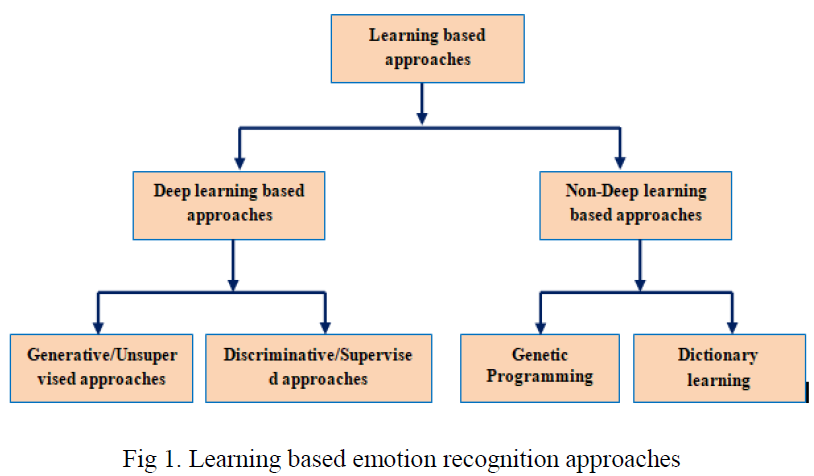 Learning based
approaches
Deep learning based
approaches
Non-Deep learning
based approaches
Generative/Unsuper
vised approaches
Discriminative/Supervise
d approaches
Genetic
Programming
Dictionary
learning
Fig 1. Learning based emotion recognition approaches